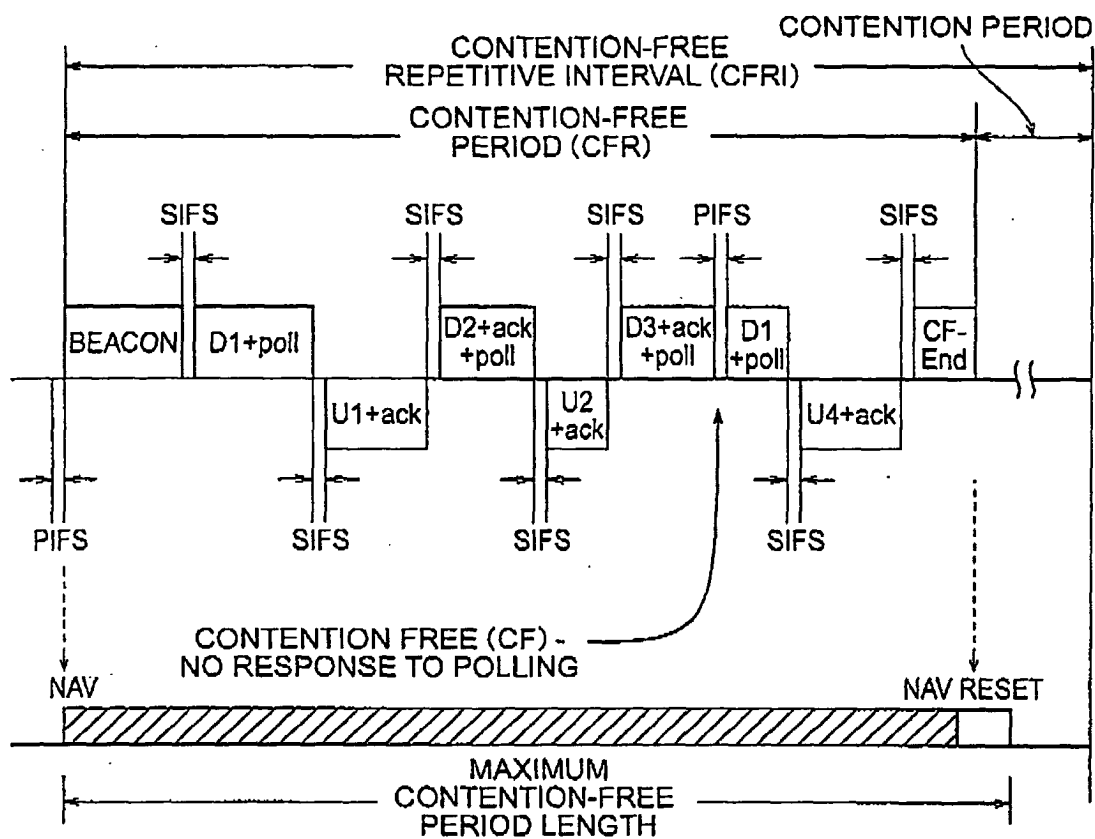 CONTENTION PERIOD
CONTENTION-FREE
REPETITIVE INTERVAL (CFRI)
CONTENTION-FREE
PERIOD (CFR)
SIFS
SIFS
SIFS
PIFS
SIFS
BEACON
D1+poll
D2+ack
+poll
D3+ack
+poll
D1
+poll
CF-
End
U1+ack
U2
+ack
U4+ack
PIFS
SIFS
SIFS
SIFS
CONTENTION FREE (CF) -
NO RESPONSE TO POLLING
NAV
NAV RESET
MAXIMUM
CONTENTION-FREE
PERIOD LENGTH